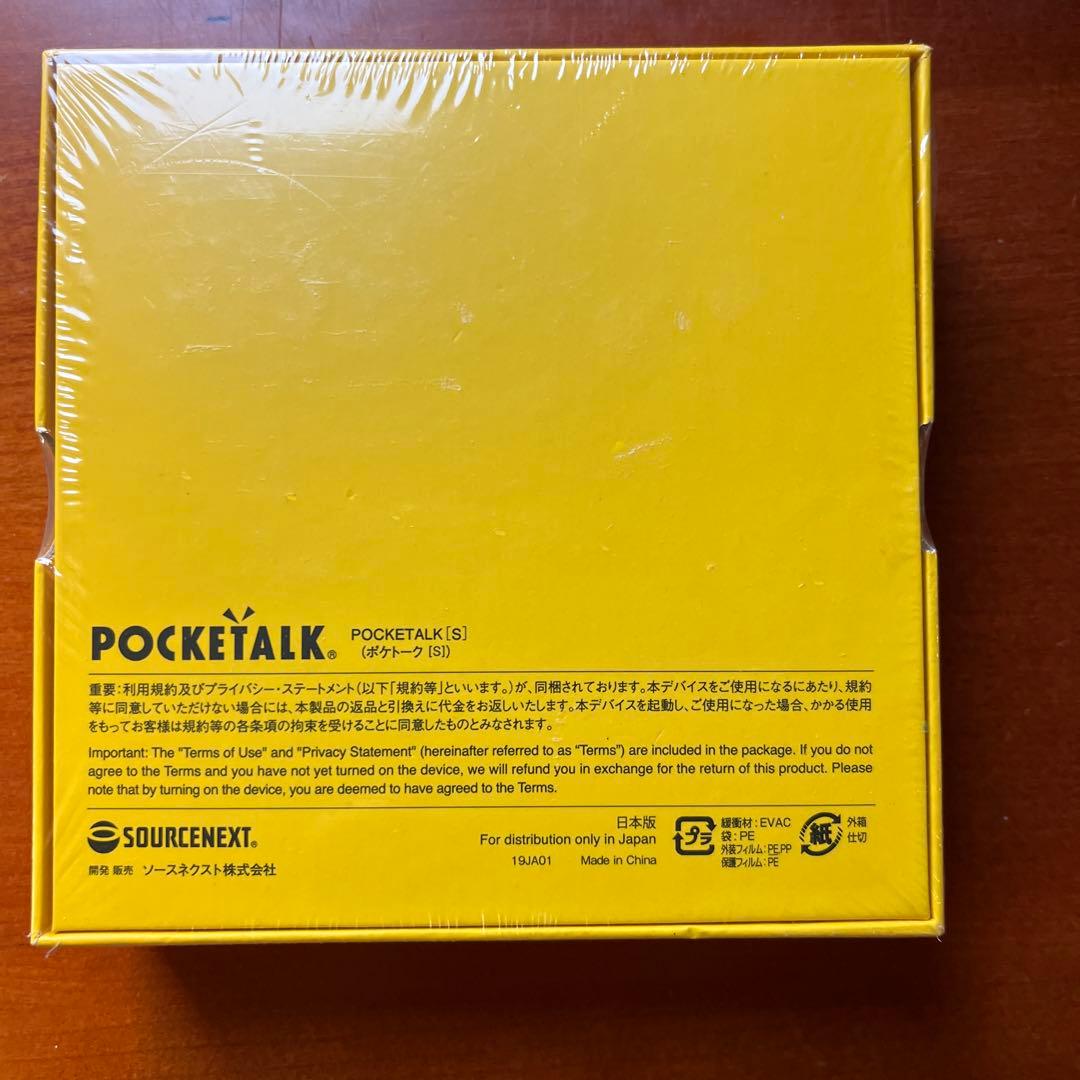 POCKETALK®
POCKETALK[S]
(ポケトーク [S])
重要:利用規約及びプライバシー・ステートメント(以下「規約等」といいます。)が、同梱されております。本デバイスをご使用になるにあたり、規約
等に同意していただけない場合には、本製品の返品と引換えに代金をお返しいたします。本デバイスを起動し、ご使用になった場合、かかる使用
をもってお客様は規約等の各条項の拘束を受けることに同意したものとみなされます。
Important: The "Terms of Use" and "Privacy Statement" (hereinafter referred to as “Terms”) are included in the package. If you do not
agree to the Terms and you have not yet turned on the device, we will refund you in exchange for the return of this product. Please
note that by turning on the device, you are deemed to have agreed to the Terms.
SOURCENEXT®
開発 販売 ソースネクスト株式会社
日本版
For distribution only in Japan
19JA01 Made in China
プラ
緩衝材:EVAC
袋:PE
外装フィルム:PE,PP
保護フィルム:PE
紙
外箱
仕切